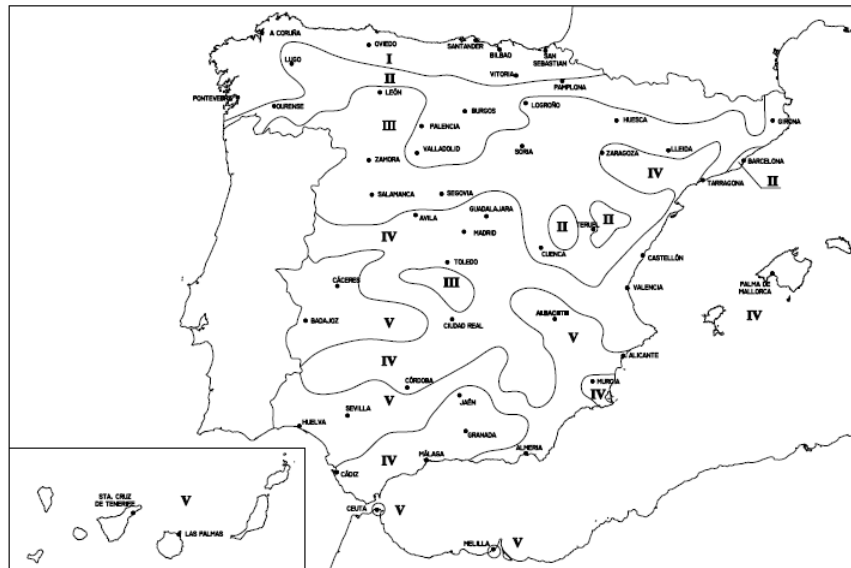 A CORUÑA
OVIEDO
SANTANDER
BILBAO
SAN
SEBASTIAN
LUGO
I
VITORIA
II
PAMPLONA
PONTEVEDRA
LEÓN
OURENSE
LOGROÑO
BURGOS
HUESCA
GIRONA
III
PALENCIA
VALLADOLID
SORIA
ZARAGOZA
LLEIDA
BARCELONA
ZAMORA
IV
TARRAGONA
II
SALAMANCA
SEGOVIA
GUADALAJARA
AVILA
II
II
TERUEL
IV
MADRID
CUENCA
TOLEDO
CASTELLÓN
CÁCERES
III
PALMA DE
MALLORCA
VALENCIA
IV
BADAJOZ
V
CIUDAD REAL
ALBACETE
V
IV
ALICANTE
CÓRDOBA
MURCIA
IV
V
JAÉN
SEVILLA
HUELVA
GRANADA
ALMERIA
IV
MÁLAGA
CÁDIZ
STA. CRUZ
DE TENERIFE
V
LAS PALMAS
CEUTA
V
MELILLA
V